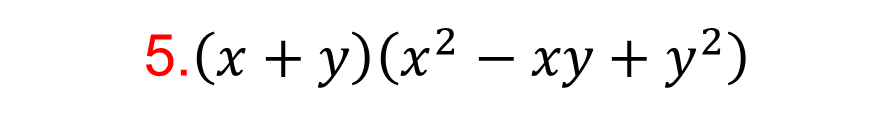 5.(x + y)(x² − xy + y²)